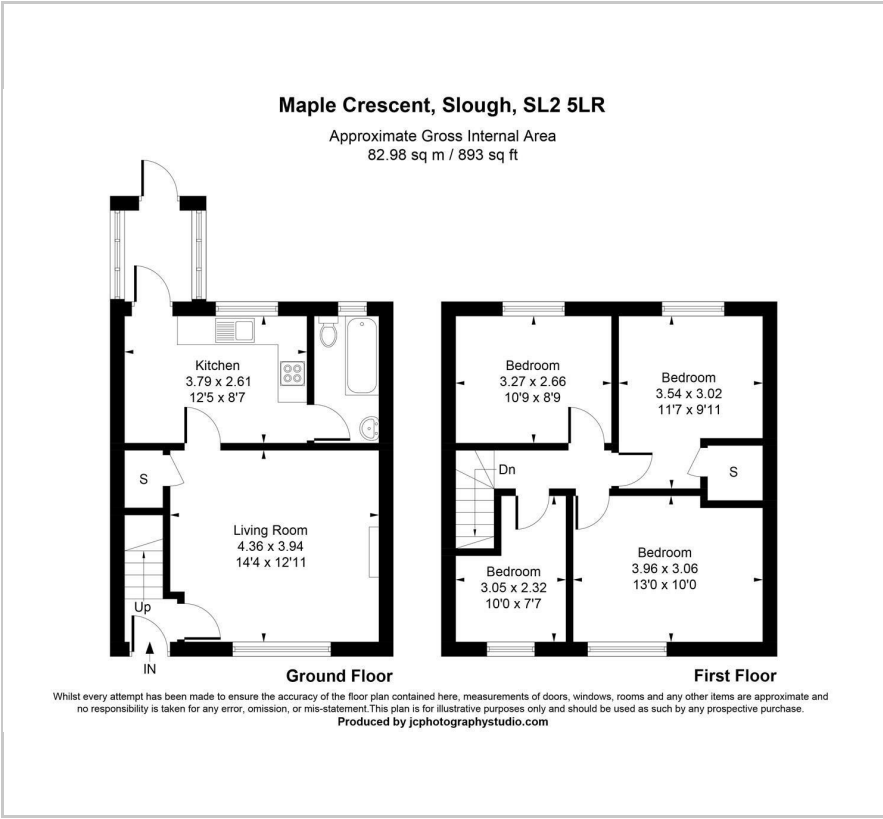 Maple Crescent, Slough, SL2 5LR
Approximate Gross Internal Area
82.98 sq m / 893 sq ft
Kitchen
3.79 x 2.61
12'5 x 8'7
S
Living Room
4.36 x 3.94
14'4 x 12'11
Up
IN
Ground Floor
Bedroom
3.27 x 2.66
10'9 x 8'9
Bedroom
3.54 x 3.02
11'7 x 9'11
Dn
S
Bedroom
3.05 x 2.32
10'0 x 7'7
Bedroom
3.96 x 3.06
13'0 x 10'0
First Floor
Whilst every attempt has been made to ensure the accuracy of the floor plan contained here, measurements of doors, windows, rooms and any other items are approximate and
no responsibility is taken for any error, omission, or mis-statement.This plan is for illustrative purposes only and should be used as such by any prospective purchase.
Produced by jcphotographystudio.com